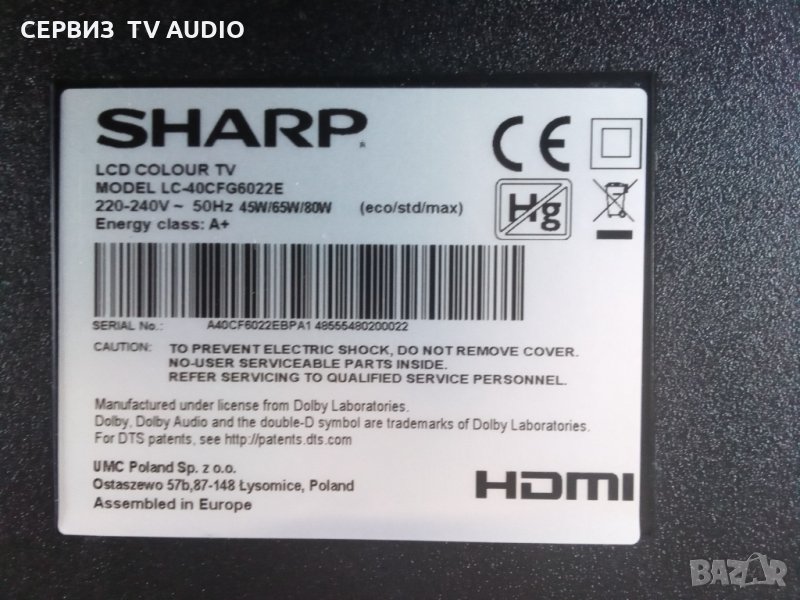 СЕРВИЗ TV AUDIO
SHARP
LCD COLOUR TV
MODEL LC-40CFG6022E
220-240V ~ 50Hz 45W/65W/80W (eco/std/max)
Energy class: A+
CE
Hg
SERIAL No.: A40CF6022EBPA1 48555480200022
CAUTION: TO PREVENT ELECTRIC SHOCK, DO NOT REMOVE COVER.
NO-USER SERVICEABLE PARTS INSIDE.
REFER SERVICING TO QUALIFIED SERVICE PERSONNEL.
Manufactured under license from Dolby Laboratories.
Dolby, Dolby Audio and the double-D symbol are trademarks of Dolby Laboratories.
For DTS patents, see http://patents.dts.com
UMC Poland Sp. z o.o.
Ostaszewo 57b,87-148 Łysomice, Poland
Assembled in Europe
HDMI
BAZAR